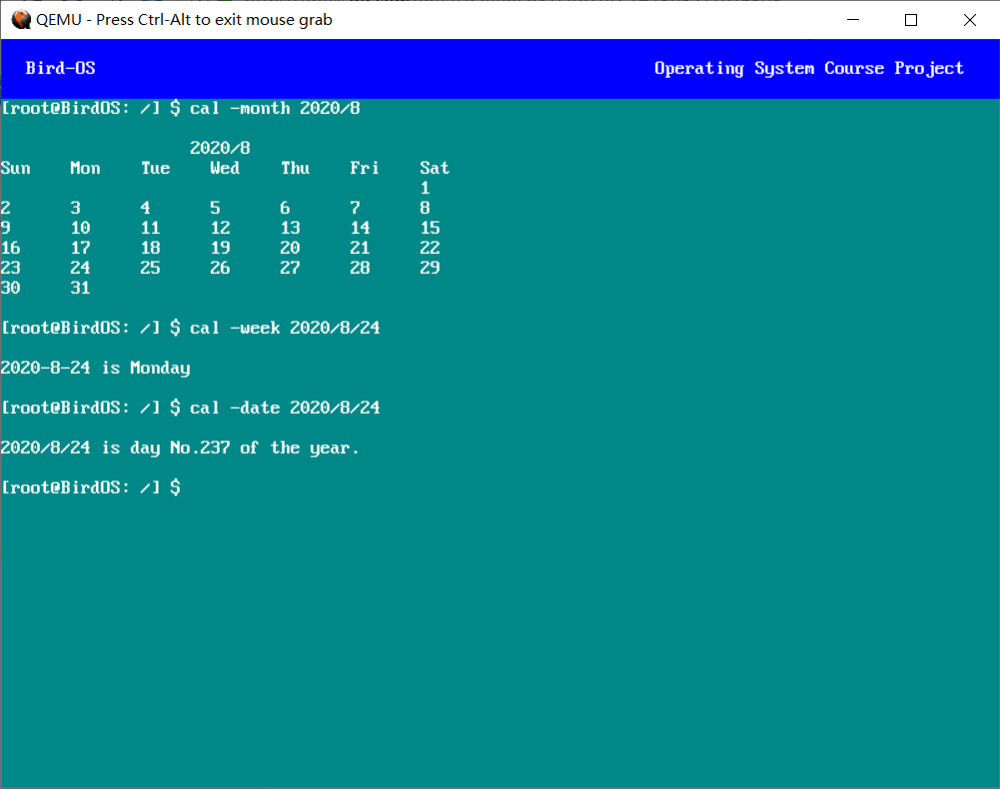 QEMU - Press Ctrl-Alt to exit mouse grab
Bird-OS Operating System Course Project
[root@BirdOS: /] $ cal -month 2020/8
2020/8
Sun Mon Tue Wed Thu Fri Sat
1
2 3 4 5 6 7 8
9 10 11 12 13 14 15
16 17 18 19 20 21 22
23 24 25 26 27 28 29
30 31
[root@BirdOS: /] $ cal -week 2020/8/24
2020-8-24 is Monday
[root@BirdOS: /] $ cal -date 2020/8/24
2020/8/24 is day No.237 of the year.
[root@BirdOS: /] $